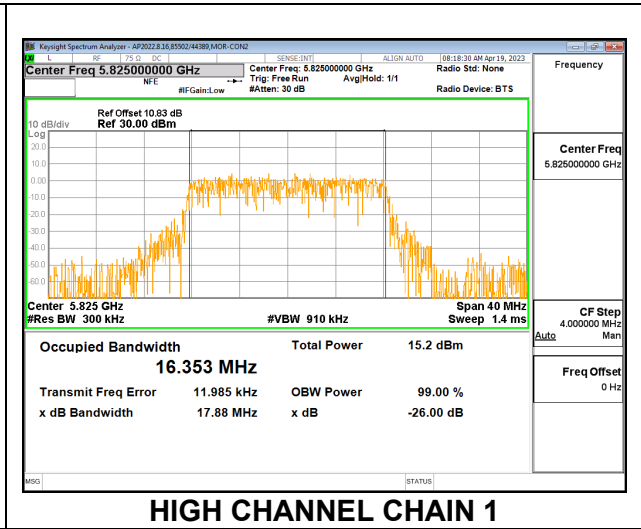 Keysight Spectrum Analyzer - AP2022.8.16,85502/44389,MOR-CON2
L RF 75 Ω DC SENSE:INT ALIGN AUTO 08:18:30 AM Apr 19, 2023
Center Freq 5.825000000 GHz Center Freq: 5.825000000 GHz Radio Std: None Frequency
NFE Trig: Free Run Avg|Hold: 1/1
#IFGain:Low #Atten: 30 dB Radio Device: BTS
Ref Offset 10.83 dB
10 dB/div Ref 30.00 dBm
Log
20.0
10.0
0.00
-10.0
-20.0
-30.0
-40.0
-50.0
-60.0
Center Freq
5.825000000 GHz
Center 5.825 GHz Span 40 MHz
#Res BW 300 kHz #VBW 910 kHz Sweep 1.4 ms
CF Step
4.000000 MHz
Auto Man
Occupied Bandwidth Total Power 15.2 dBm
16.353 MHz
Freq Offset
0 Hz
Transmit Freq Error 11.985 kHz OBW Power 99.00 %
x dB Bandwidth 17.88 MHz x dB -26.00 dB
MSG STATUS
HIGH CHANNEL CHAIN 1